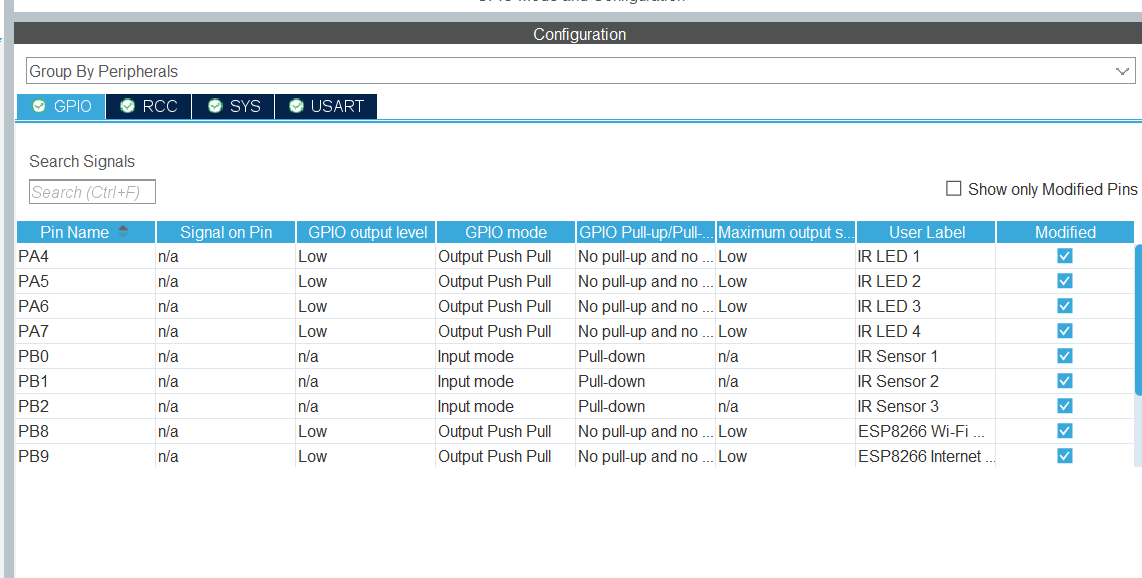 GPIO Mode and Configuration
Configuration
Group By Peripherals
GPIO RCC SYS USART
Search Signals
Search (Ctrl+F)
Show only Modified Pins
Pin Name Signal on Pin GPIO output level GPIO mode GPIO Pull-up/Pull-... Maximum output s... User Label Modified
PA4 n/a Low Output Push Pull No pull-up and no ... Low IR LED 1
PA5 n/a Low Output Push Pull No pull-up and no ... Low IR LED 2
PA6 n/a Low Output Push Pull No pull-up and no ... Low IR LED 3
PA7 n/a Low Output Push Pull No pull-up and no ... Low IR LED 4
PB0 n/a n/a Input mode Pull-down n/a IR Sensor 1
PB1 n/a n/a Input mode Pull-down n/a IR Sensor 2
PB2 n/a n/a Input mode Pull-down n/a IR Sensor 3
PB8 n/a Low Output Push Pull No pull-up and no ... Low ESP8266 Wi-Fi ...
PB9 n/a Low Output Push Pull No pull-up and no ... Low ESP8266 Internet ...